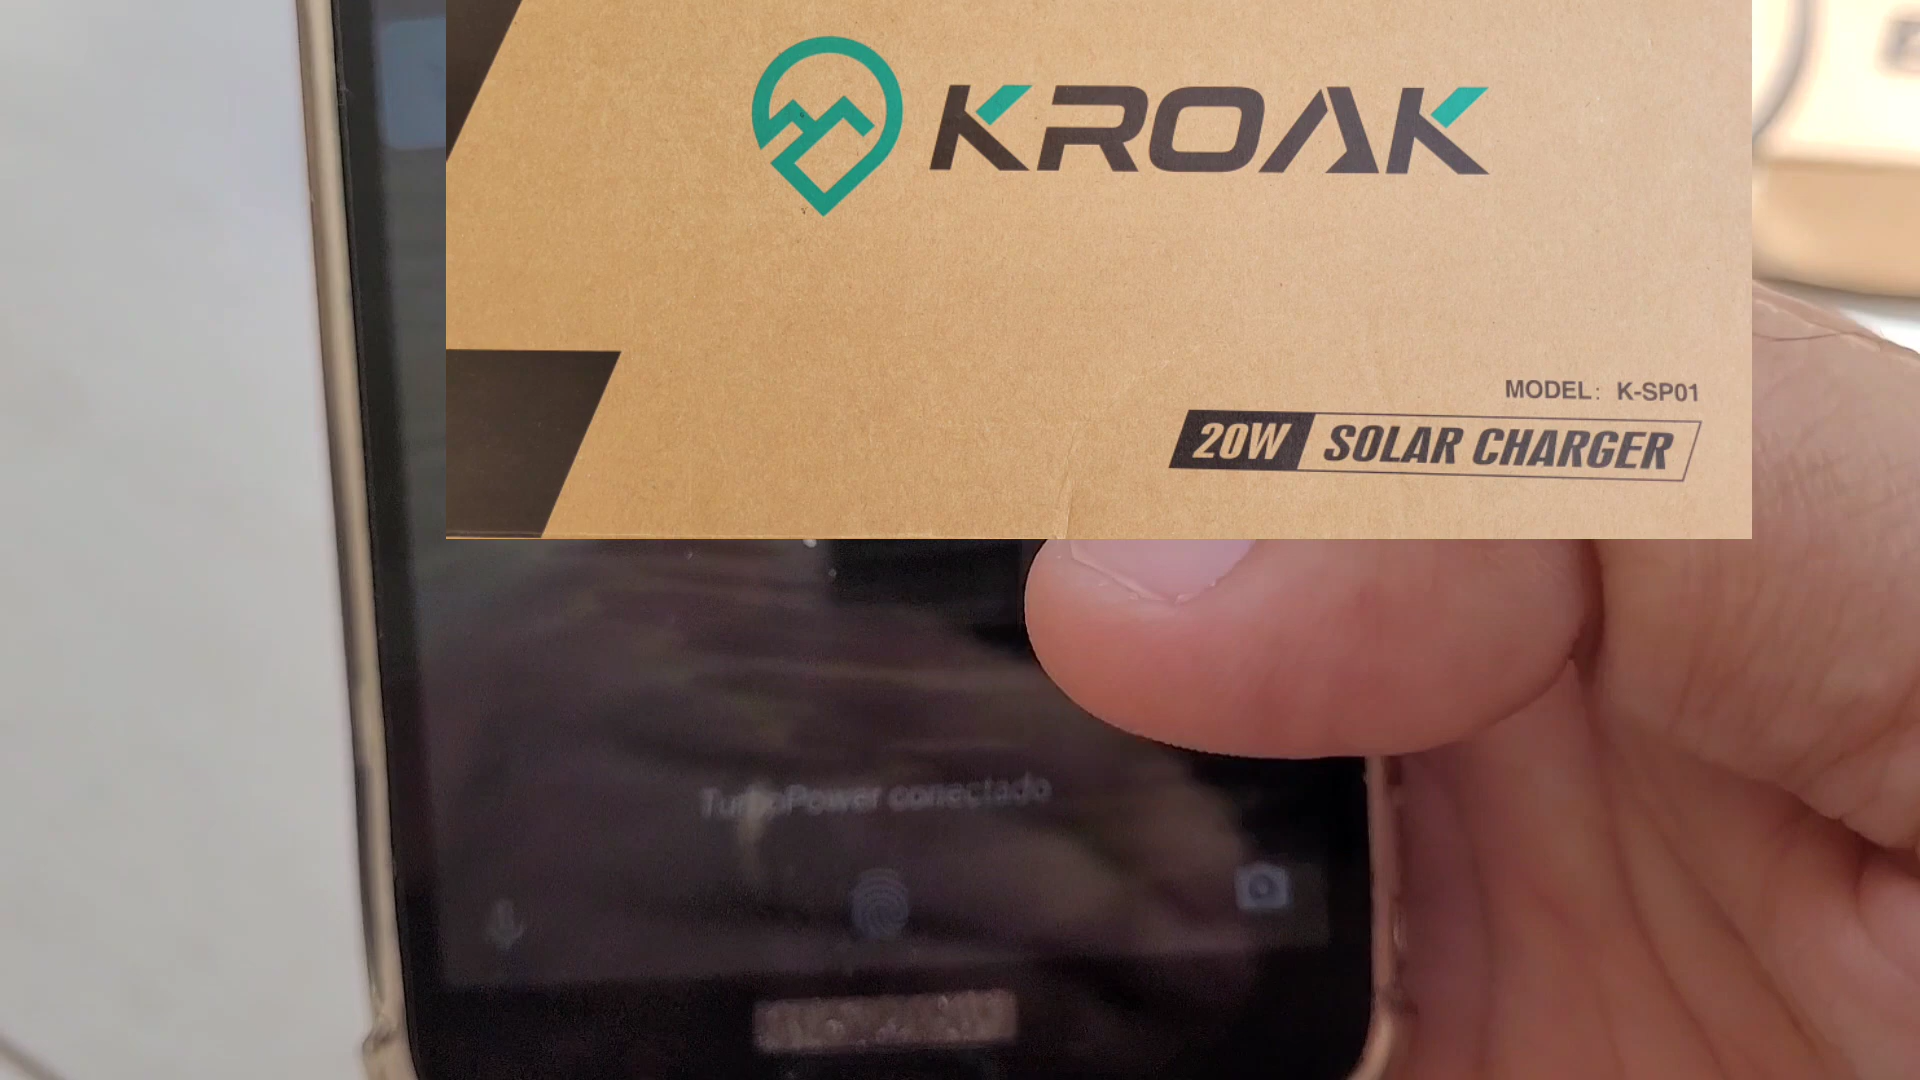 KROAK
MODEL: K-SP01
20W SOLAR CHARGER
TurboPower conectado